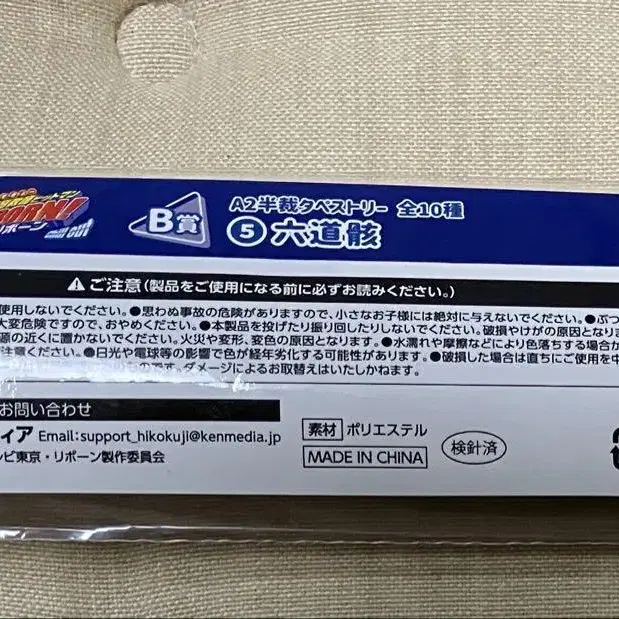 BORN!
リボーン
CUT
B賞
A2半裁タペストリー 全10種
⑤ 六道骸
⚠ ご注意(製品をご使用になる前に必ずお読みください。)
使用しないでください。●思わぬ事故の危険がありますので、小さなお子様には絶対に与えないでください。●ぶつ
大変危険ですので、おやめください。●本製品を投げたり振り回したりしないでください。破損やけがの原因となりま
源の近くに置かないでください。火災や変形、変色の原因となります。●水濡れや摩擦などにより色落ちする場合が
注意ください。●日光や電球等の影響で色が経年劣化する可能性があります。●破損した場合は直ちにご使用を中
のです。ダメージによるお取替えはいたしかねます。
お問い合わせ
ィア Email:support_hikokuji@kenmedia.jp
レビ東京・リボーン製作委員会
素材 ポリエステル
MADE IN CHINA
検針済